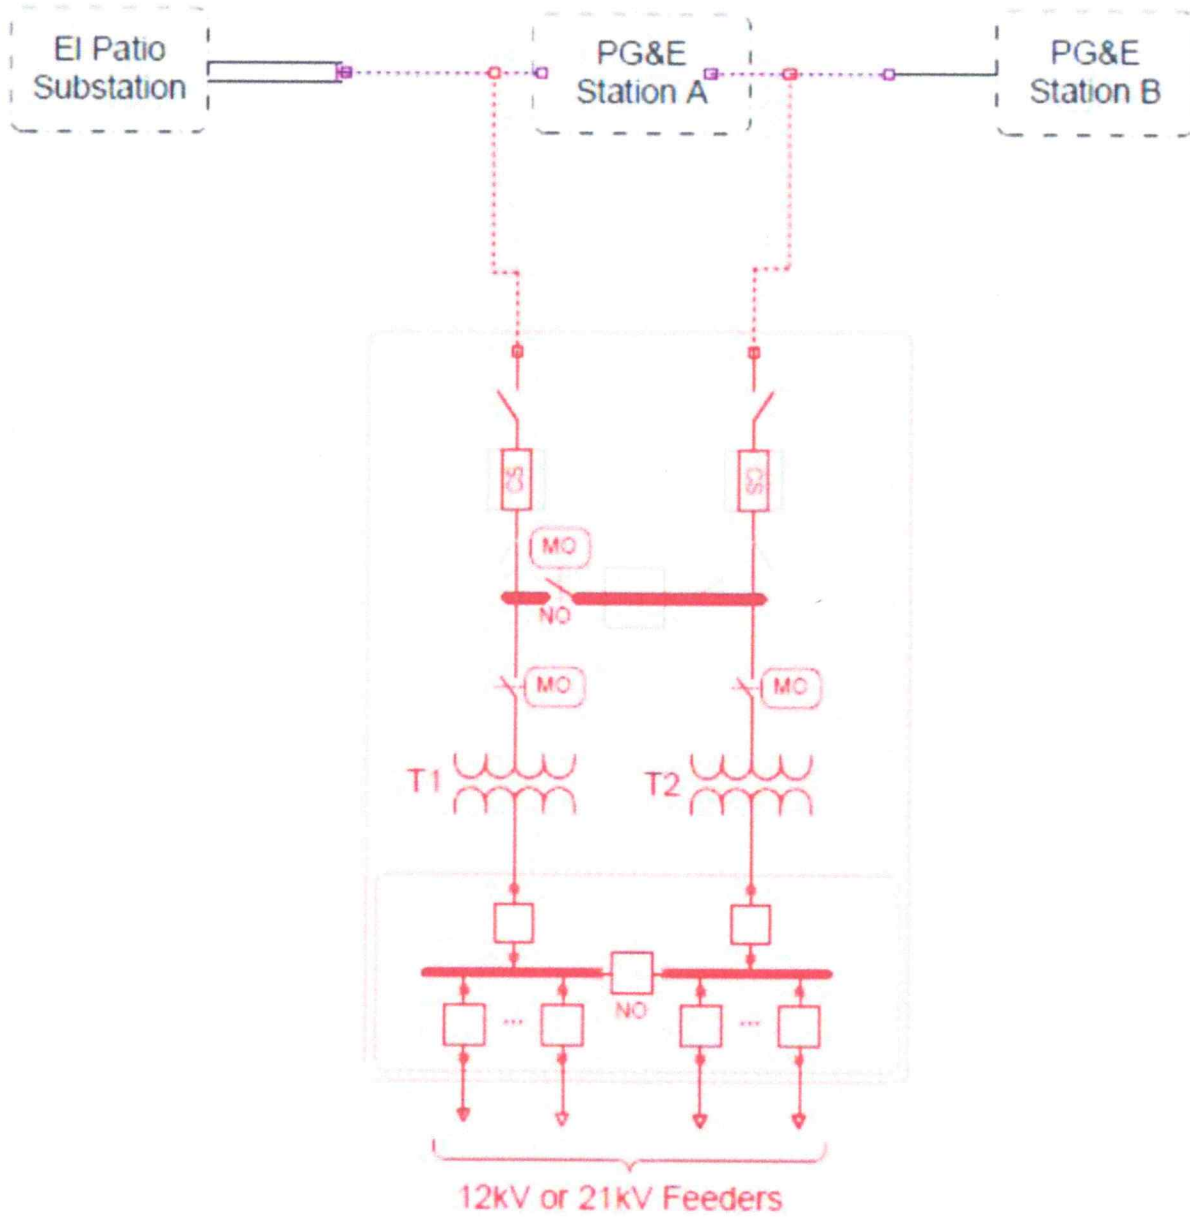 El Patio
Substation
PG&E
Station A
PG&E
Station B
CS
CS
MO
NO
MO
MO
T1
T2
NO
...
...
12kV or 21kV Feeders